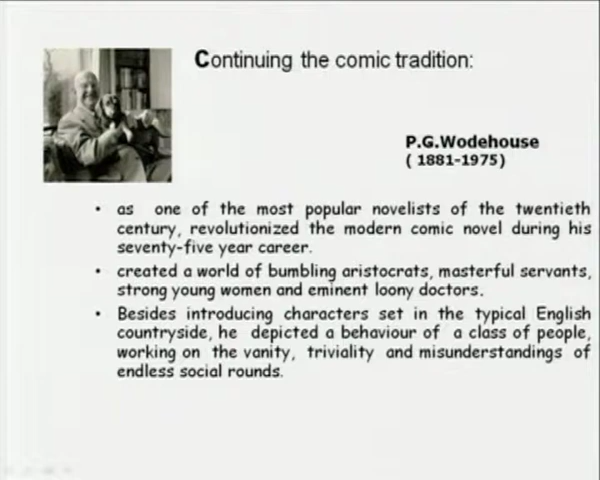 Continuing the comic tradition:
P.G.Wodehouse
( 1881-1975)
• as one of the most popular novelists of the twentieth
century, revolutionized the modern comic novel during his
seventy-five year career.
• created a world of bumbling aristocrats, masterful servants,
strong young women and eminent loony doctors.
• Besides introducing characters set in the typical English
countryside, he depicted a behaviour of a class of people,
working on the vanity, triviality and misunderstandings of
endless social rounds.